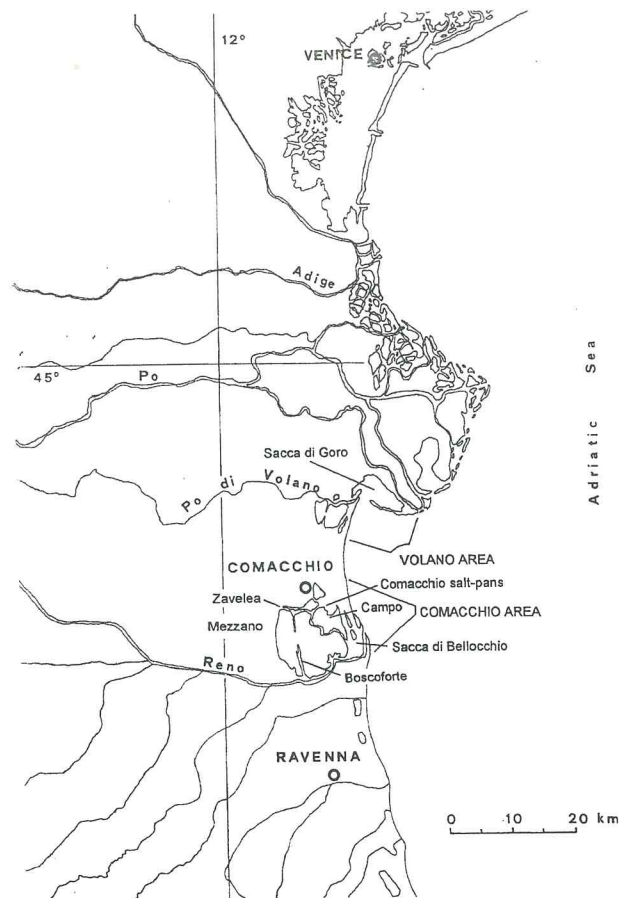 12°
VENICE
Adige
45°
Po
Adriatic Sea
Sacca di Goro
Po di Volano
VOLANO AREA
COMACCHIO
Comacchio salt-pans
Zavelea
Campo
COMACCHIO AREA
Mezzano
Sacca di Bellocchio
Reno
Boscoforte
RAVENNA
0 10 20 km